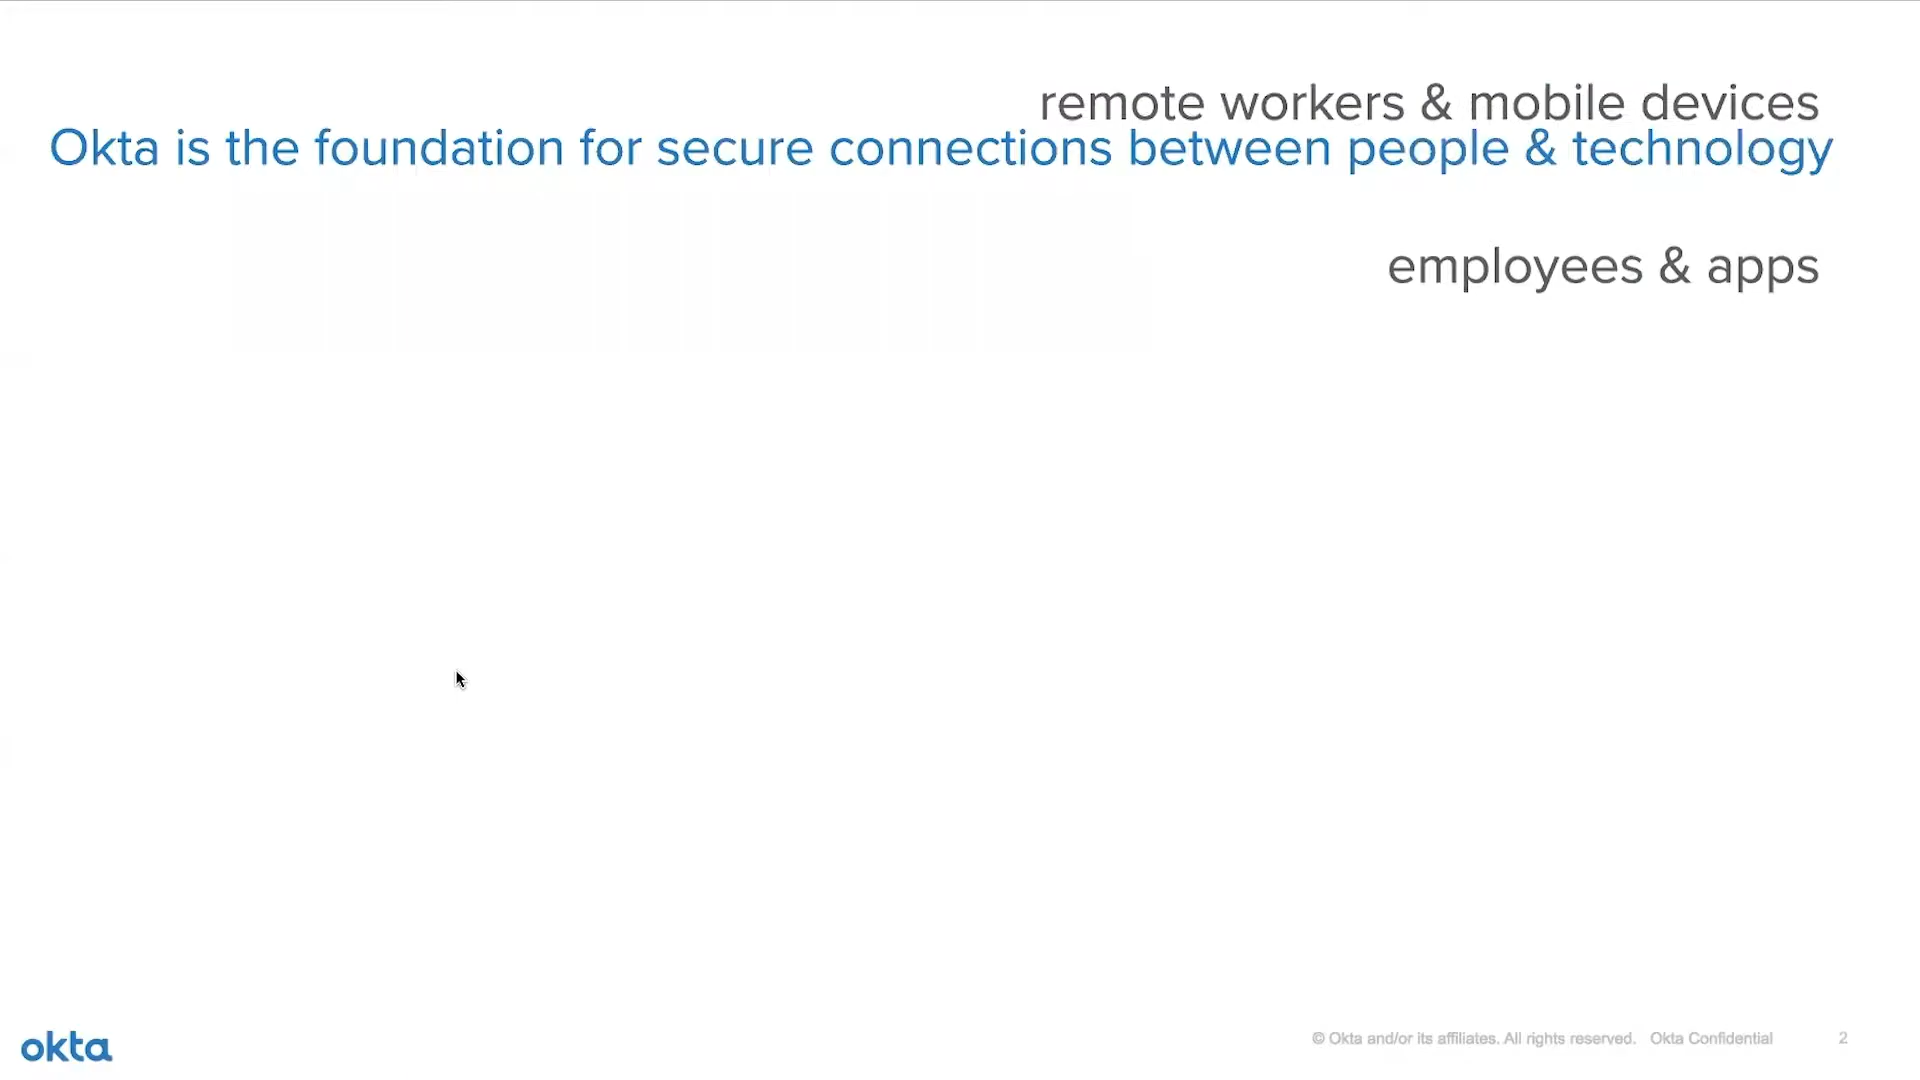 remote workers & mobile devices
Okta is the foundation for secure connections between people & technology
employees & apps
okta
© Okta and/or its affiliates. All rights reserved. Okta Confidential 2